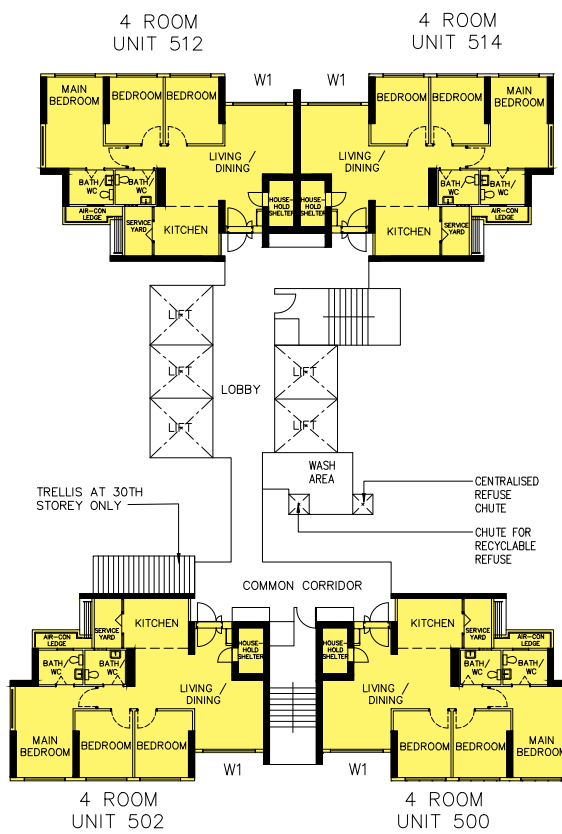 4 ROOM
UNIT 512
4 ROOM
UNIT 514
W1
W1
MAIN
BEDROOM
BEDROOM
BEDROOM
BEDROOM
BEDROOM
MAIN
BEDROOM
LIVING /
DINING
LIVING /
DINING
BATH/
WC
BATH/
WC
BATH/
WC
BATH/
WC
HOUSE-
HOLD
SHELTER
HOUSE-
HOLD
SHELTER
AIR-CON
LEDGE
AIR-CON
LEDGE
SERVICE
YARD
KITCHEN
KITCHEN
SERVICE
YARD
LIFT
LIFT
LIFT
LOBBY
LIFT
LIFT
WASH
AREA
TRELLIS AT 30TH
STOREY ONLY
CENTRALISED
REFUSE
CHUTE
CHUTE FOR
RECYCLABLE
REFUSE
COMMON CORRIDOR
AIR-CON
LEDGE
SERVICE
YARD
KITCHEN
HOUSE-
HOLD
SHELTER
HOUSE-
HOLD
SHELTER
KITCHEN
SERVICE
YARD
AIR-CON
LEDGE
BATH/
WC
BATH/
WC
BATH/
WC
BATH/
WC
LIVING /
DINING
LIVING /
DINING
MAIN
BEDROOM
BEDROOM
BEDROOM
BEDROOM
BEDROOM
MAIN
BEDROOM
W1
W1
4 ROOM
UNIT 502
4 ROOM
UNIT 500